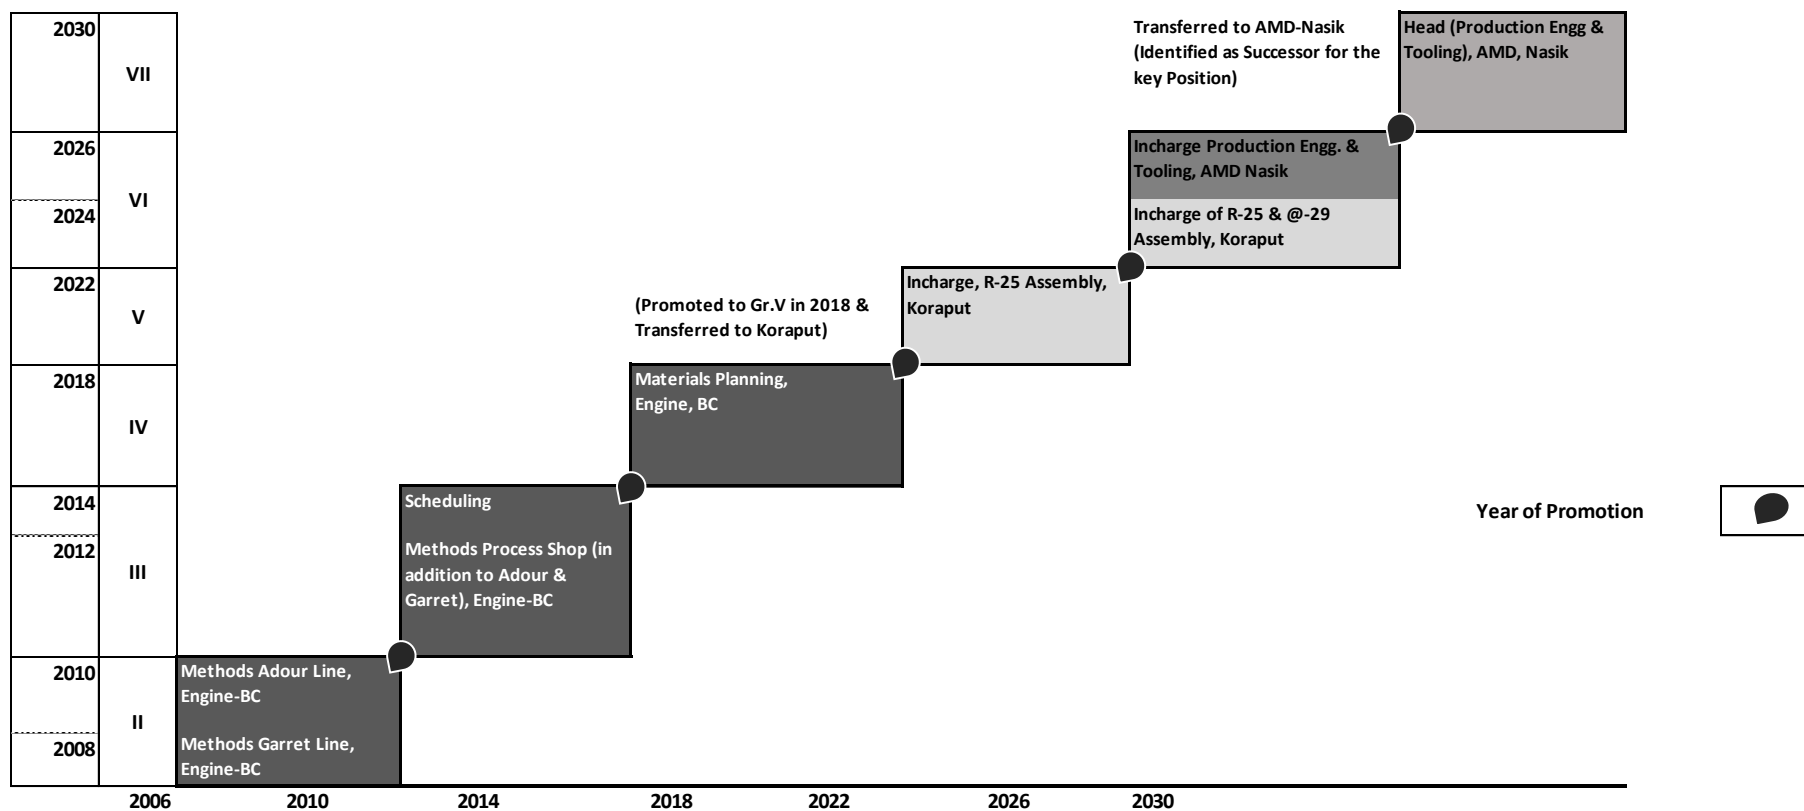 2030
VII
Transferred to AMD-Nasik
(Identified as Successor for the
key Position)
Head (Production Engg &
Tooling), AMD, Nasik
2026
VI
2024
Incharge Production Engg. &
Tooling, AMD Nasik
Incharge of R-25 & @-29
Assembly, Koraput
2022
V
(Promoted to Gr.V in 2018 &
Transferred to Koraput)
Incharge, R-25 Assembly,
Koraput
2018
IV
Materials Planning,
Engine, BC
2014
2012
III
Scheduling
Methods Process Shop (in
addition to Adour &
Garret), Engine-BC
Year of Promotion
2010
II
2008
Methods Adour Line,
Engine-BC
Methods Garret Line,
Engine-BC
2006 2010 2014 2018 2022 2026 2030